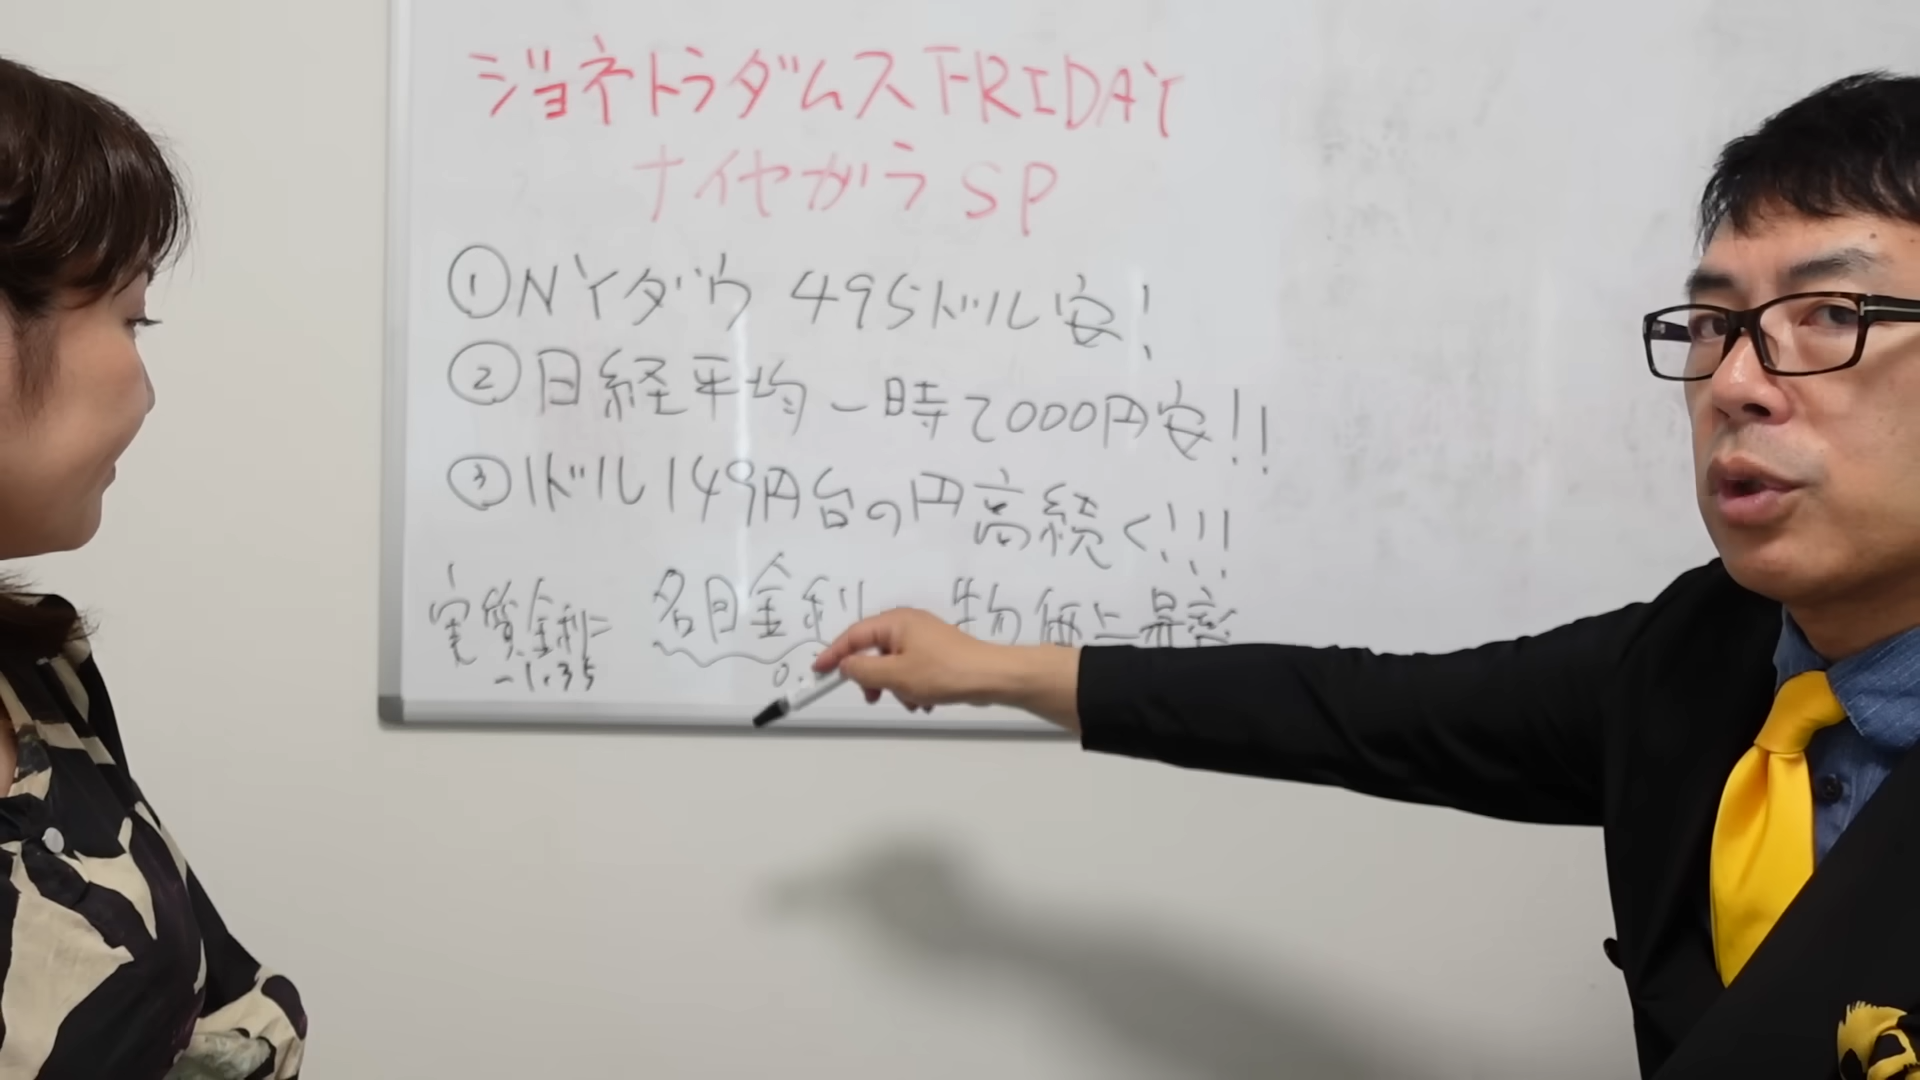 ジョネトラダムスFRIDAY
ナイヤガラSP
①NYダウ 495ドル安!
②日経平均一時2000円安!!
③1ドル149円台の円高続く!!!
実質金利= 名目金利 物価上昇率
-1.35 0.